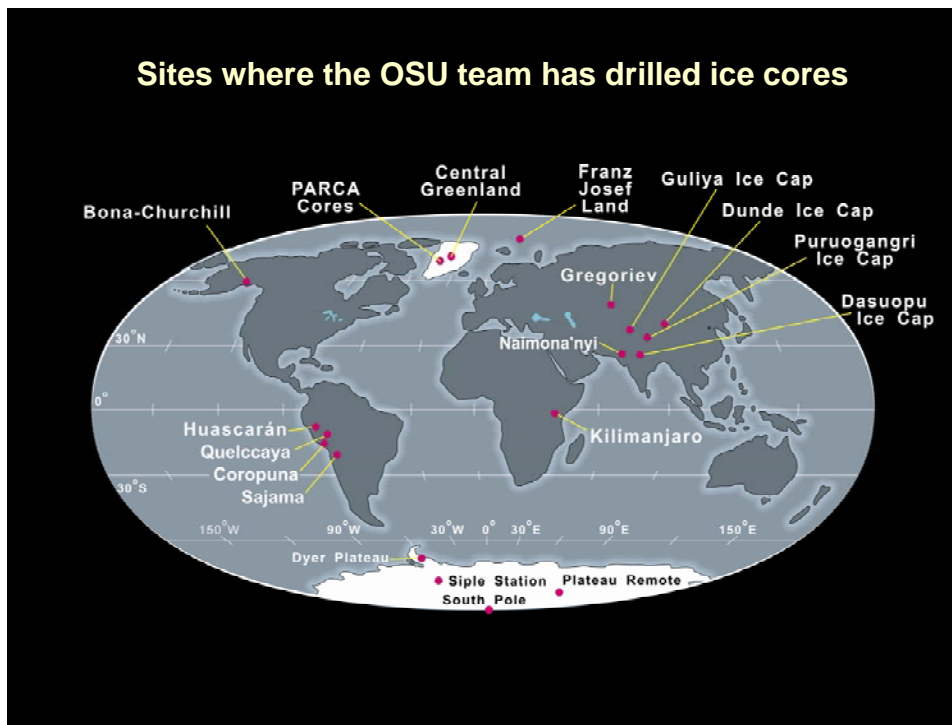 Sites where the OSU team has drilled ice cores
Bona-Churchill
PARCA
Cores
Central
Greenland
Franz
Josef
Land
Guliya Ice Cap
Dunde Ice Cap
Puruogangri
Ice Cap
Dasuopu
Ice Cap
Gregoriev
Naimona'nyi
30°N
0°
Huascarán
Quelccaya
Coropuna
Sajama
Kilimanjaro
30°S
150°W
90°W
30°W
0°
30°E
90°E
150°E
Dyer Plateau
Siple Station
Plateau Remote
South Pole